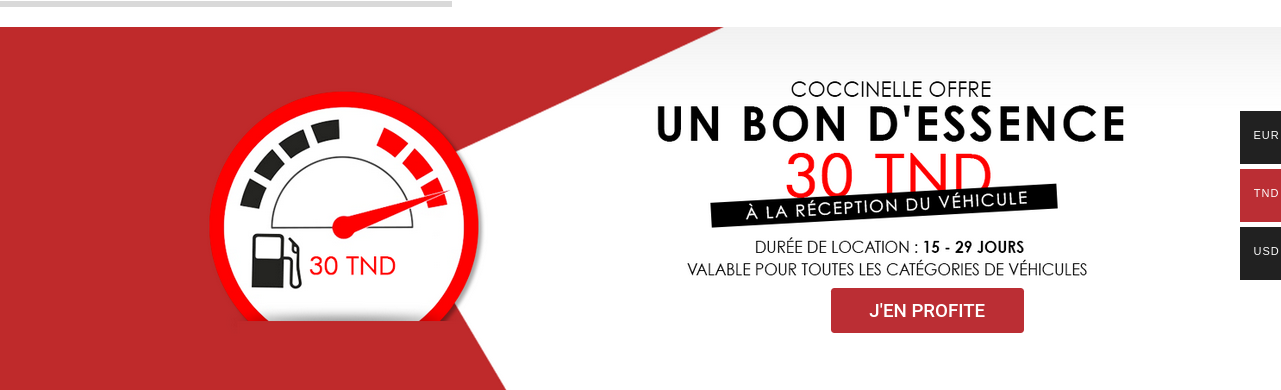 COCCINELLE OFFRE
UN BON D'ESSENCE
30 TND
À LA RÉCEPTION DU VÉHICULE
DURÉE DE LOCATION : 15 - 29 JOURS
VALABLE POUR TOUTES LES CATÉGORIES DE VÉHICULES
J'EN PROFITE
30 TND
EUR
TND
USD